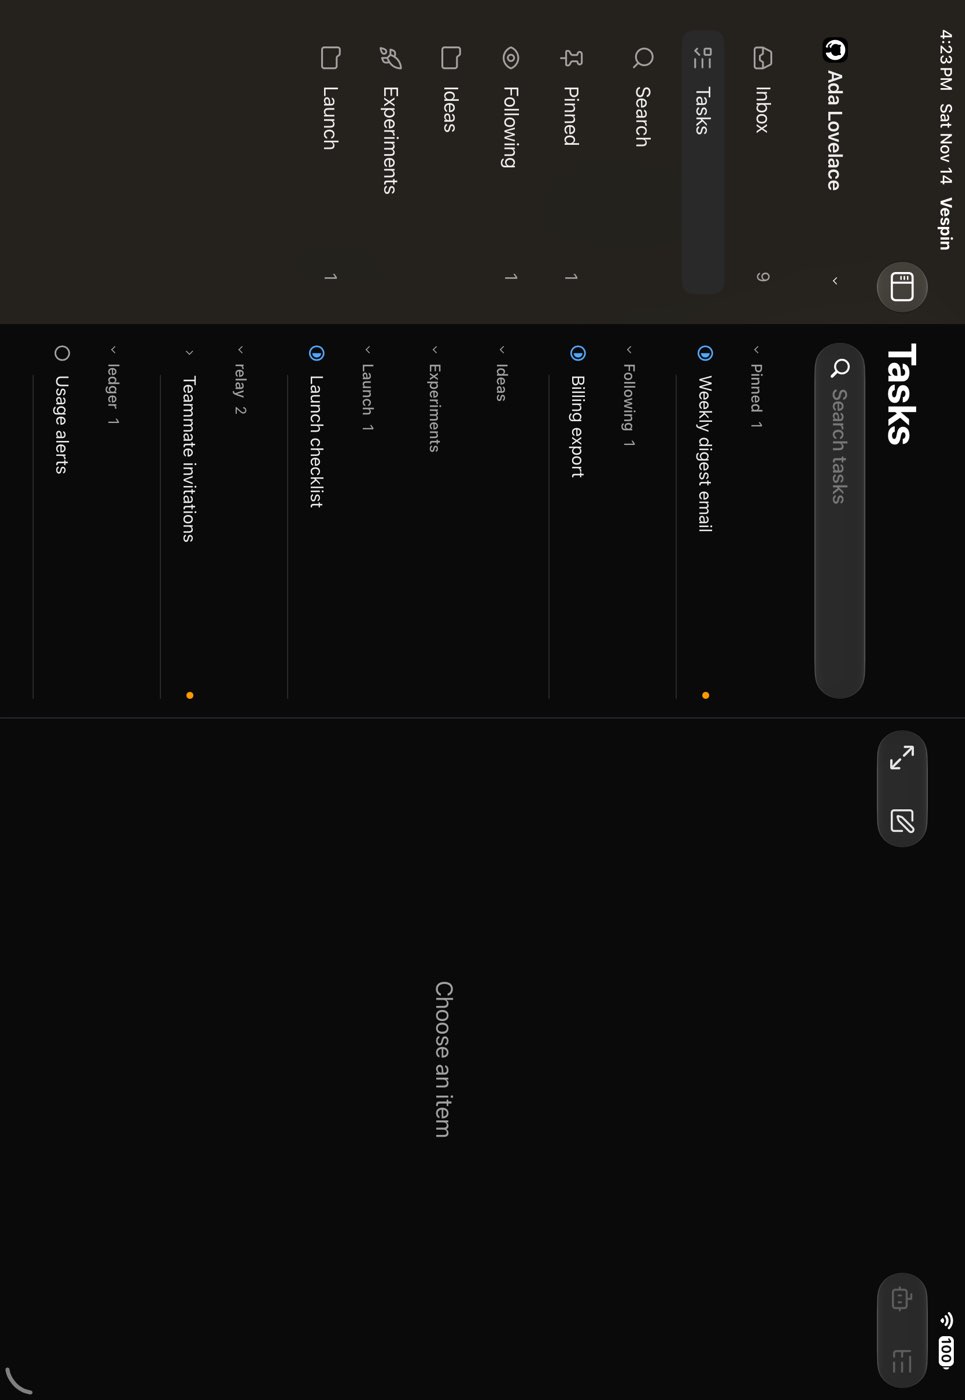 4:23 PM Sat Nov 14 Vespin
100
Ada Lovelace
Inbox 9
Tasks
Search
Pinned 1
Following 1
Ideas
Experiments
Launch 1
Tasks
Search tasks
Pinned 1
Weekly digest email
Following 1
Billing export
Ideas
Experiments
Launch 1
Launch checklist
relay 2
Teammate invitations
ledger 1
Usage alerts
Choose an item